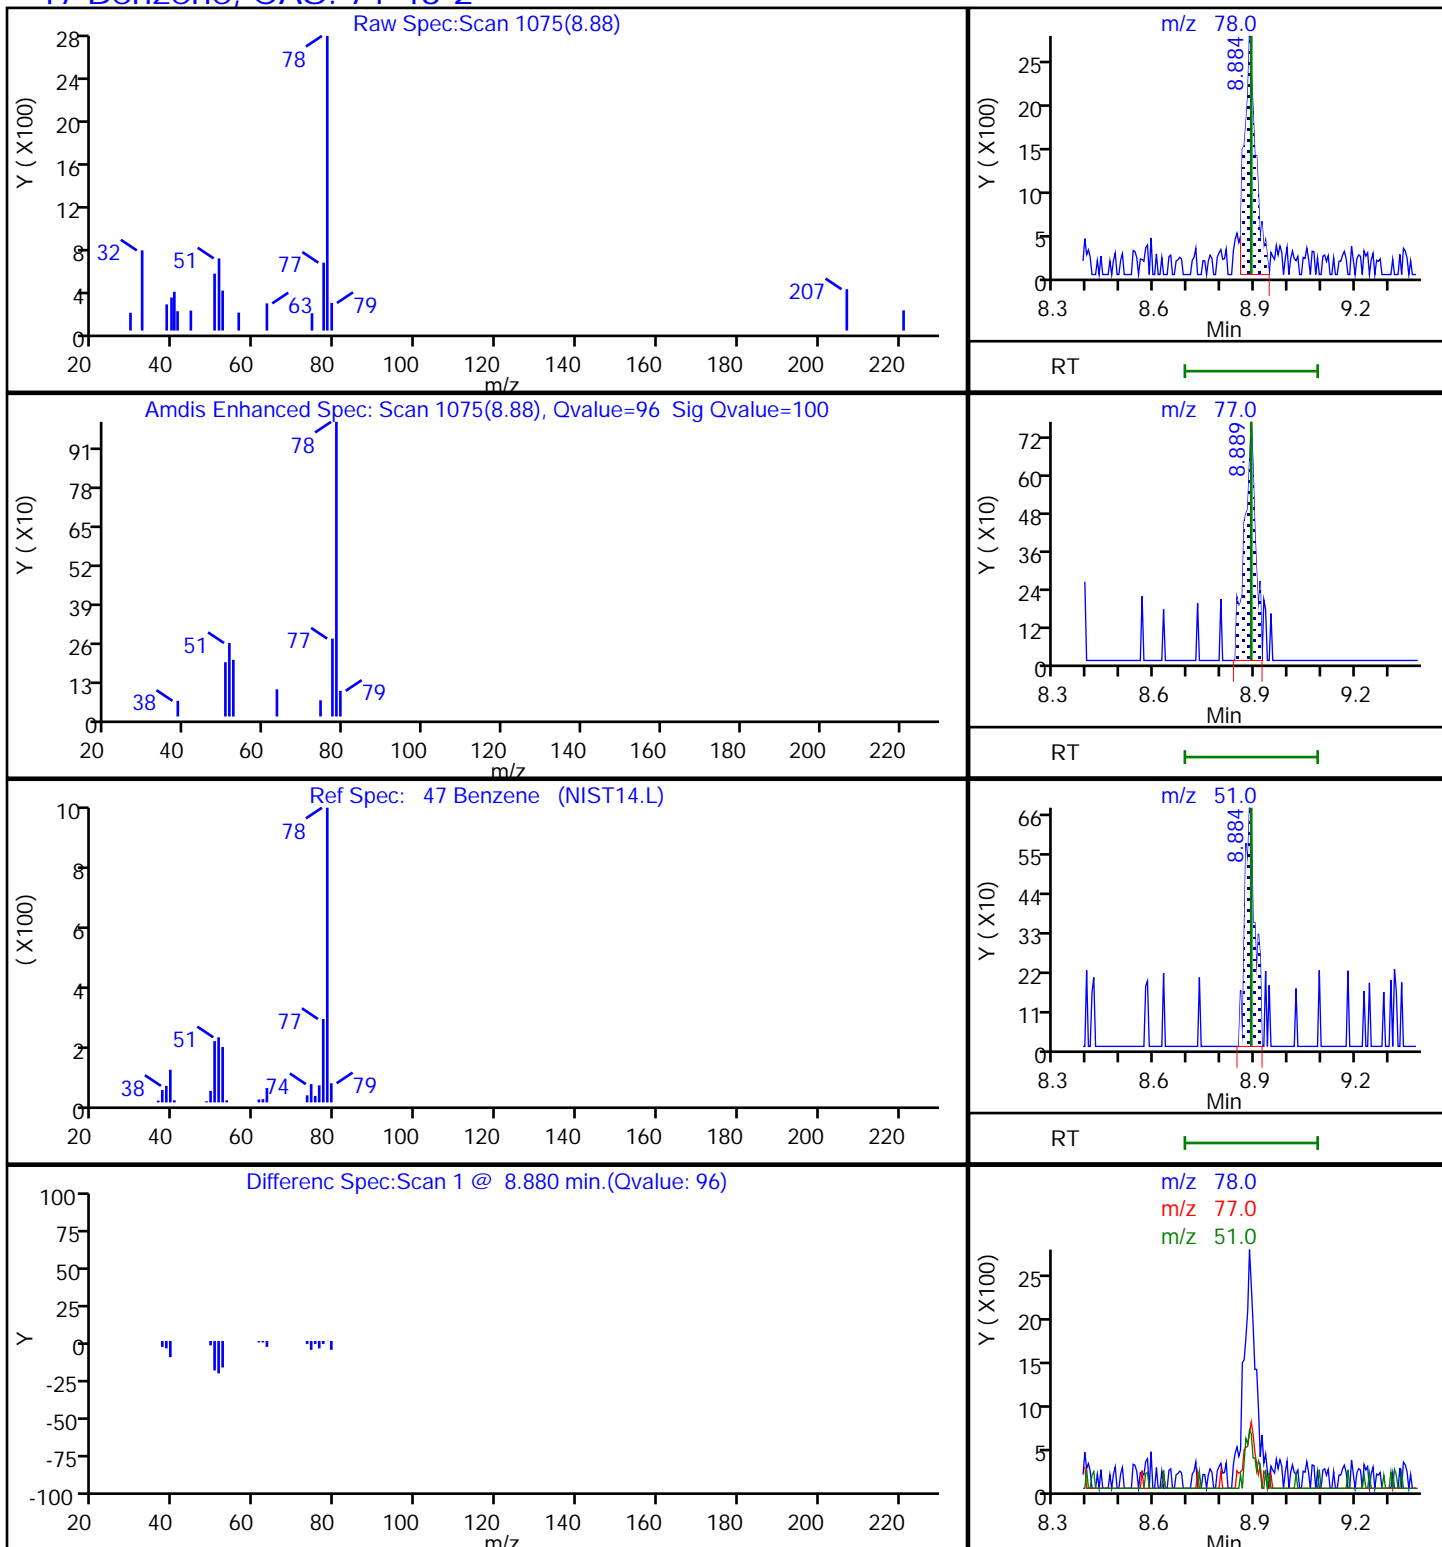 Raw Spec:Scan 1075(8.88)
Y ( X100)
28
24
20
16
12
8
4
0
78
32
51
77
63
79
207
20 40 60 80 100 120 140 160 180 200 220
m/z
m/z 78.0
Y ( X100)
25
20
15
10
5
0
8.884
8.3 8.6 8.9 9.2
Min
RT
Amdis Enhanced Spec: Scan 1075(8.88), Qvalue=96 Sig Qvalue=100
Y ( X10)
91
78
65
52
39
26
13
0
78
51
77
38
79
20 40 60 80 100 120 140 160 180 200 220
m/z
m/z 77.0
Y ( X10)
72
60
48
36
24
12
0
8.889
8.3 8.6 8.9 9.2
Min
RT
Ref Spec: 47 Benzene (NIST14.L)
( X100)
10
8
6
4
2
0
78
77
51
38
74
79
20 40 60 80 100 120 140 160 180 200 220
m/z 51.0
Y ( X10)
66
55
44
33
22
11
0
8.884
8.3 8.6 8.9 9.2
Min
RT
Differenc Spec:Scan 1 @ 8.880 min.(Qvalue: 96)
Y
100
75
50
25
0
-25
-50
-75
-100
20 40 60 80 100 120 140 160 180 200 220
m/z
m/z 78.0
m/z 77.0
m/z 51.0
Y ( X100)
25
20
15
10
5
0
8.3 8.6 8.9 9.2
Min